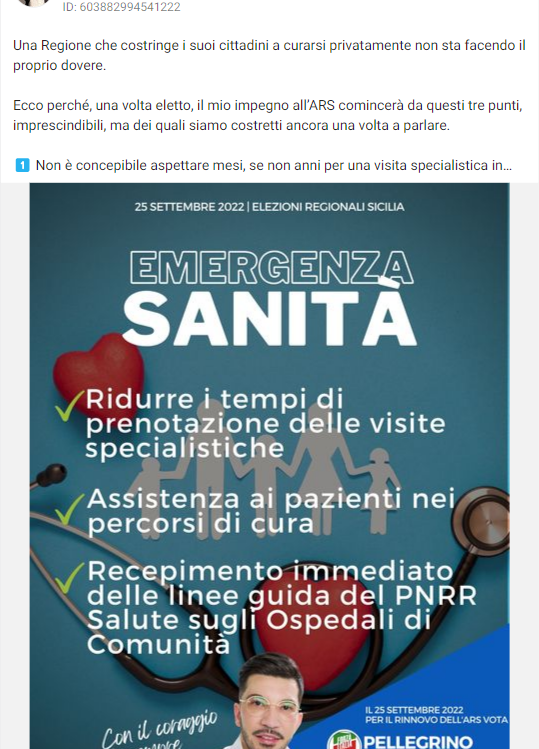 ID: 603882994541222
Una Regione che costringe i suoi cittadini a curarsi privatamente non sta facendo il
proprio dovere.
Ecco perché, una volta eletto, il mio impegno all'ARS comincerà da questi tre punti,
imprescindibili, ma dei quali siamo costretti ancora una volta a parlare.
1 Non è concepibile aspettare mesi, se non anni per una visita specialistica in...
25 SETTEMBRE 2022 | ELEZIONI REGIONALI SICILIA
EMERGENZA
SANITÀ
Ridurre i tempi di
prenotazione delle visite
specialistiche
Assistenza ai pazienti nei
percorsi di cura
Recepimento immediato
delle linee guida del PNRR
Salute sugli Ospedali di
Comunità
Con il coraggio
IL 25 SETTEMBRE 2022
PER IL RINNOVO DELL'ARS VOTA
FORZA
ITALIA
PELLEGRINO